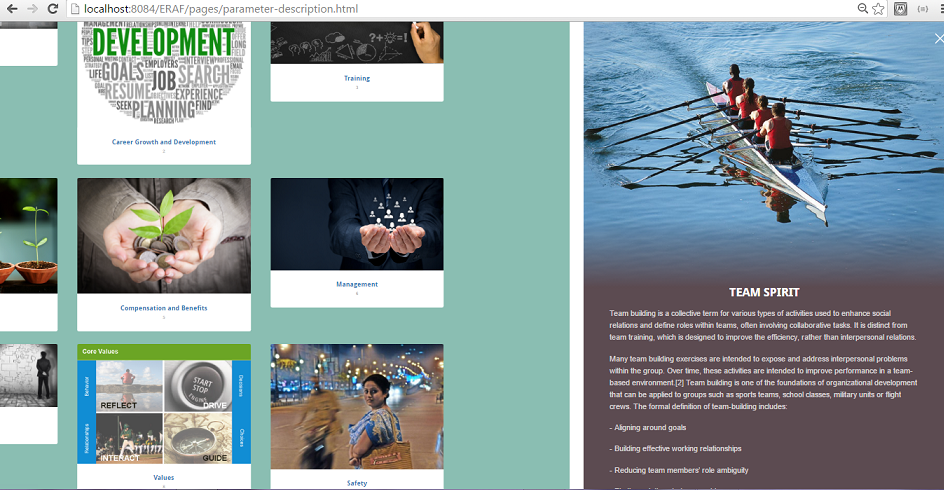 localhost:8084/ERAF/pages/parameter-description.html
DEVELOPMENT
GOALS
JOB
SEARCH
LIFE
RESUME
EXPERIENCE
SEEK
PLANNING
FIND
EMPLOYERS
INTERVIEW
LONG
TIPS
OFFER
Career Growth and Development
2
Training
3
Compensation and Benefits
Management
Core Values
Behavior
Decisions
START
STOP
REFLECT
DRIVE
Relationships
Choices
INTERACT
GUIDE
Values
Safety
TEAM SPIRIT
Team building is a collective term for various types of activities used to enhance social
relations and define roles within teams, often involving collaborative tasks. It is distinct from
team training, which is designed to improve the efficiency, rather than interpersonal relations.
Many team building exercises are intended to expose and address interpersonal problems
within the group. Over time, these activities are intended to improve performance in a team-
based environment.[2] Team building is one of the foundations of organizational development
that can be applied to groups such as sports teams, school classes, military units or flight
crews. The formal definition of team-building includes:
- Aligning around goals
- Building effective working relationships
- Reducing team members' role ambiguity